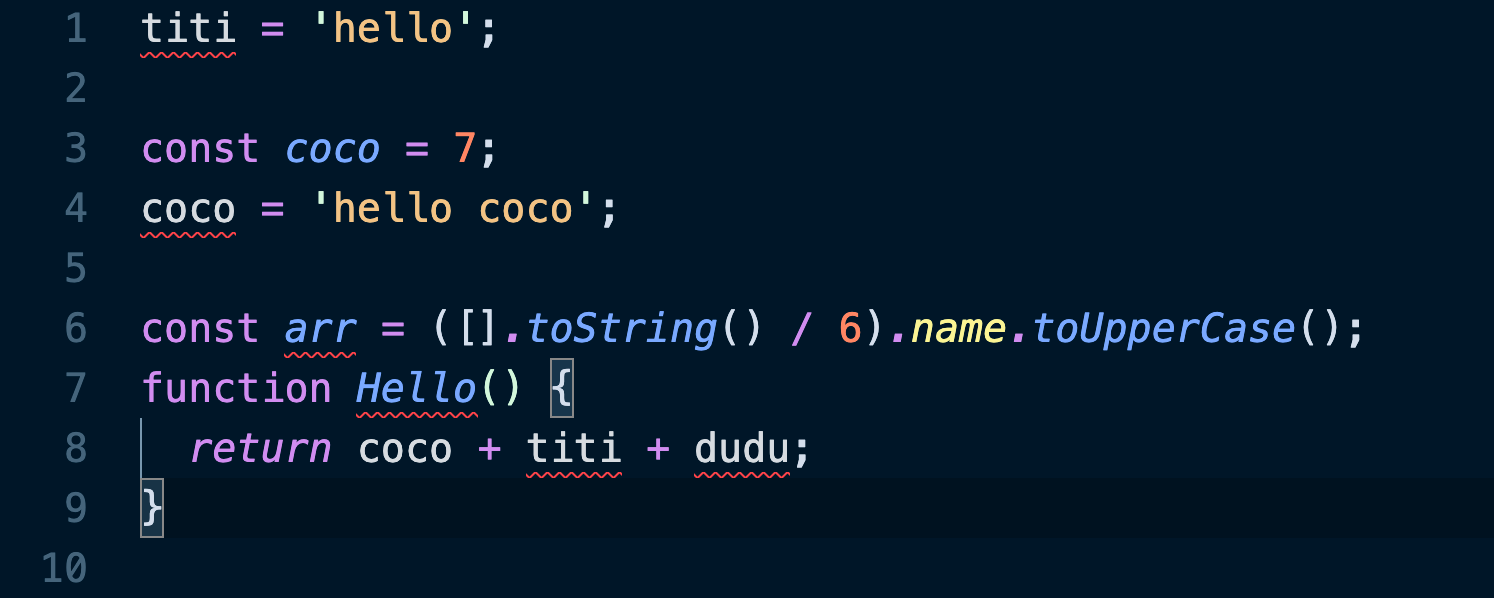 1 titi = 'hello';
2
3 const coco = 7;
4 coco = 'hello coco';
5
6 const arr = ([].toString() / 6).name.toUpperCase();
7 function Hello() {
8   return coco + titi + dudu;
9 }
10